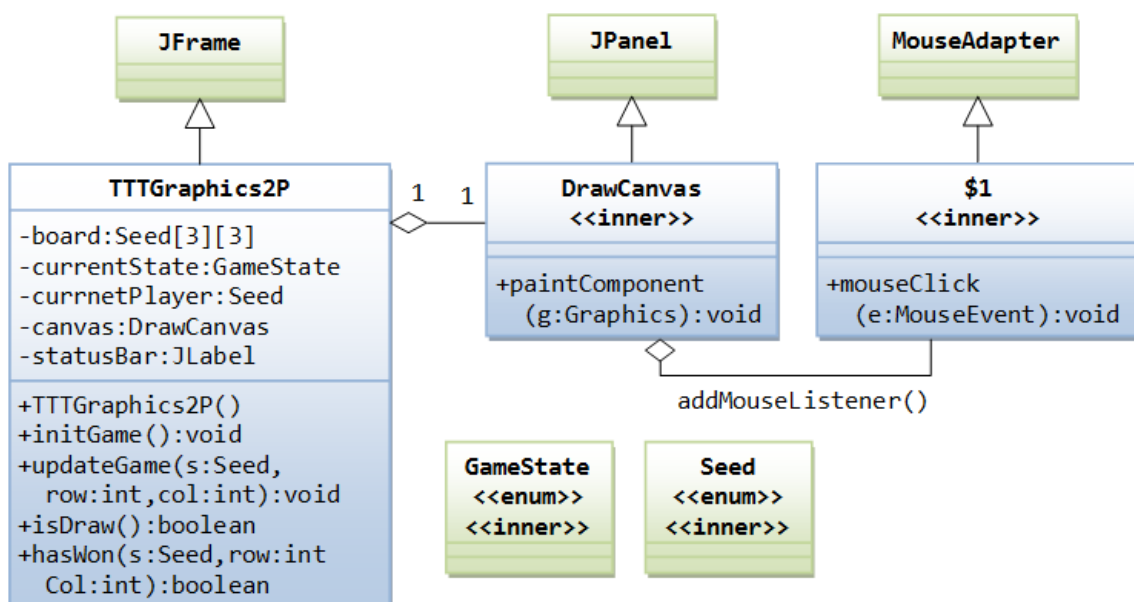 JFrame
JPanel
MouseAdapter
TTTGraphics2P
-board:Seed[3][3]
-currentState:GameState
-currnetPlayer:Seed
-canvas:DrawCanvas
-statusBar:JLabel
+TTTGraphics2P()
+initGame():void
+updateGame(s:Seed,
row:int,col:int):void
+isDraw():boolean
+hasWon(s:Seed,row:int
Col:int):boolean
1
1
DrawCanvas
<<inner>>
+paintComponent
(g:Graphics):void
$1
<<inner>>
+mouseClick
(e:MouseEvent):void
addMouseListener()
GameState
<<enum>>
<<inner>>
Seed
<<enum>>
<<inner>>